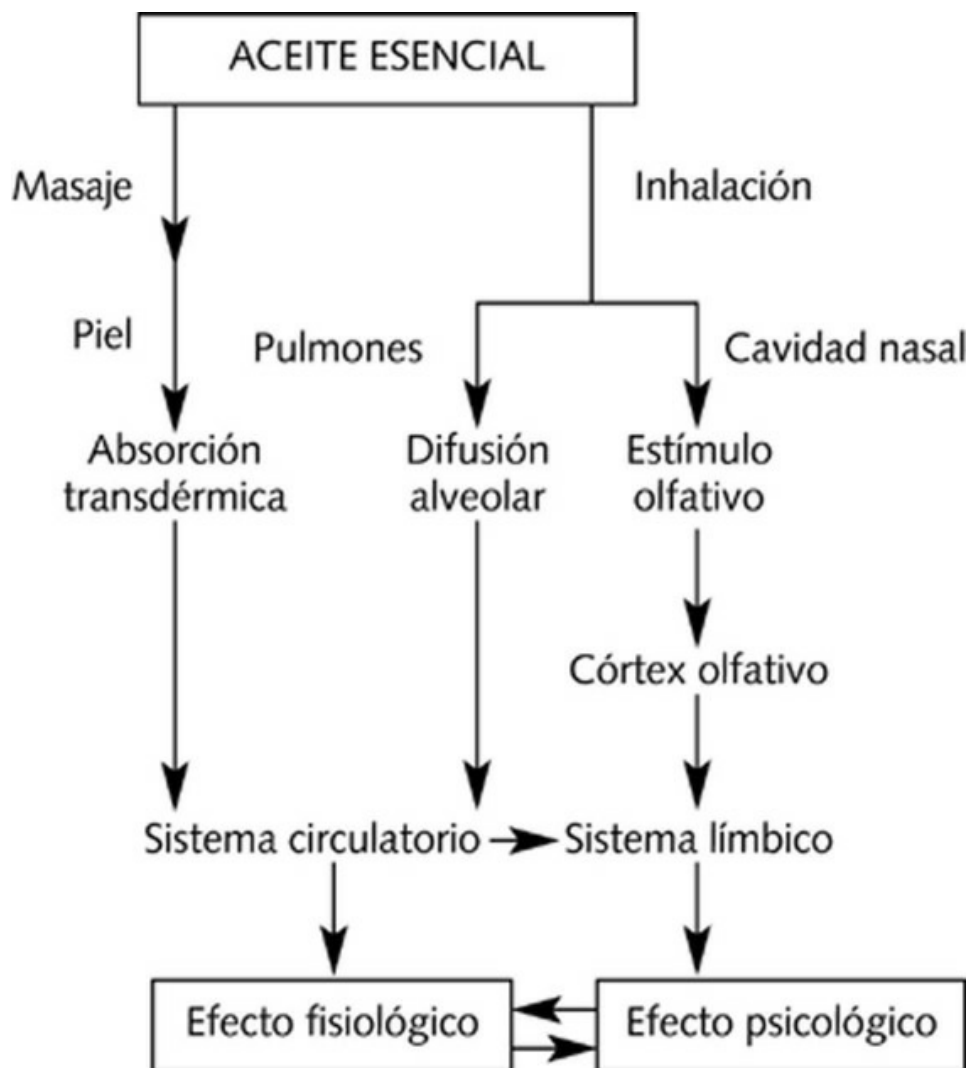 ACEITE ESENCIAL
Masaje
Inhalación
Piel
Pulmones
Cavidad nasal
Absorción
transdérmica
Difusión
alveolar
Estímulo
olfativo
Córtex olfativo
Sistema circulatorio
Sistema límbico
Efecto fisiológico
Efecto psicológico